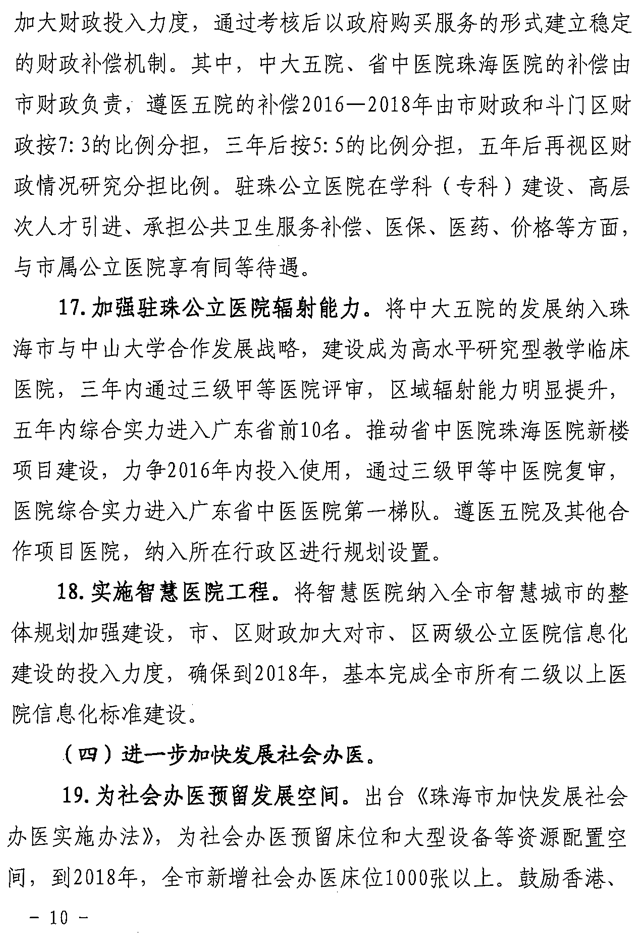 加大财政投入力度，通过考核后以政府购买服务的形式建立稳定
的财政补偿机制。其中，中大五院、省中医院珠海医院的补偿由
市财政负责；遵医五院的补偿2016—2018年由市财政和斗门区财
政按7：3的比例分担，三年后按5：5的比例分担，五年后再视区财
政情况研究分担比例。驻珠公立医院在学科（专科）建设、高层
次人才引进、承担公共卫生服务补偿、医保、医药、价格等方面，
与市属公立医院享有同等待遇。
17.加强驻珠公立医院辐射能力。将中大五院的发展纳入珠
海市与中山大学合作发展战略，建设成为高水平研究型教学临床
医院，三年内通过三级甲等医院评审，区域辐射能力明显提升，
五年内综合实力进入广东省前10名。推动省中医院珠海医院新楼
项目建设，力争2016年内投入使用，通过三级甲等中医院复审，
医院综合实力进入广东省中医医院第一梯队。遵医五院及其他合
作项目医院，纳入所在行政区进行规划设置。
18.实施智慧医院工程。将智慧医院纳入全市智慧城市的整
体规划加强建设，市、区财政加大对市、区两级公立医院信息化
建设的投入力度，确保到2018年，基本完成全市所有二级以上医
院信息化标准建设。
（四）进一步加快发展社会办医。
19.为社会办医预留发展空间。出台《珠海市加快发展社会
办医实施办法》，为社会办医预留床位和大型设备等资源配置空
间，到2018年，全市新增社会办医床位1000张以上。鼓励香港、
- 10 -